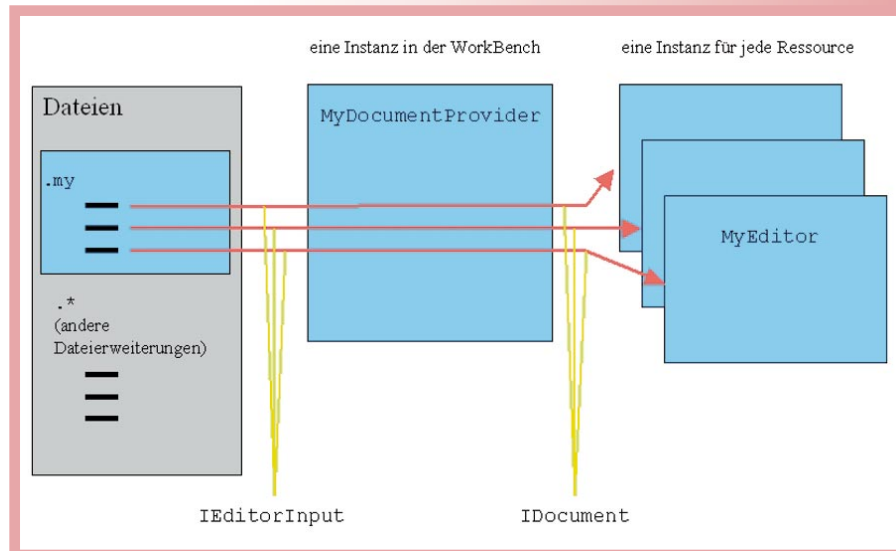 eine Instanz in der WorkBench
eine Instanz für jede Ressource
Dateien
MyDocumentProvider
.my
MyEditor
.*
(andere
Dateierweiterungen)
IEditorInput
IDocument